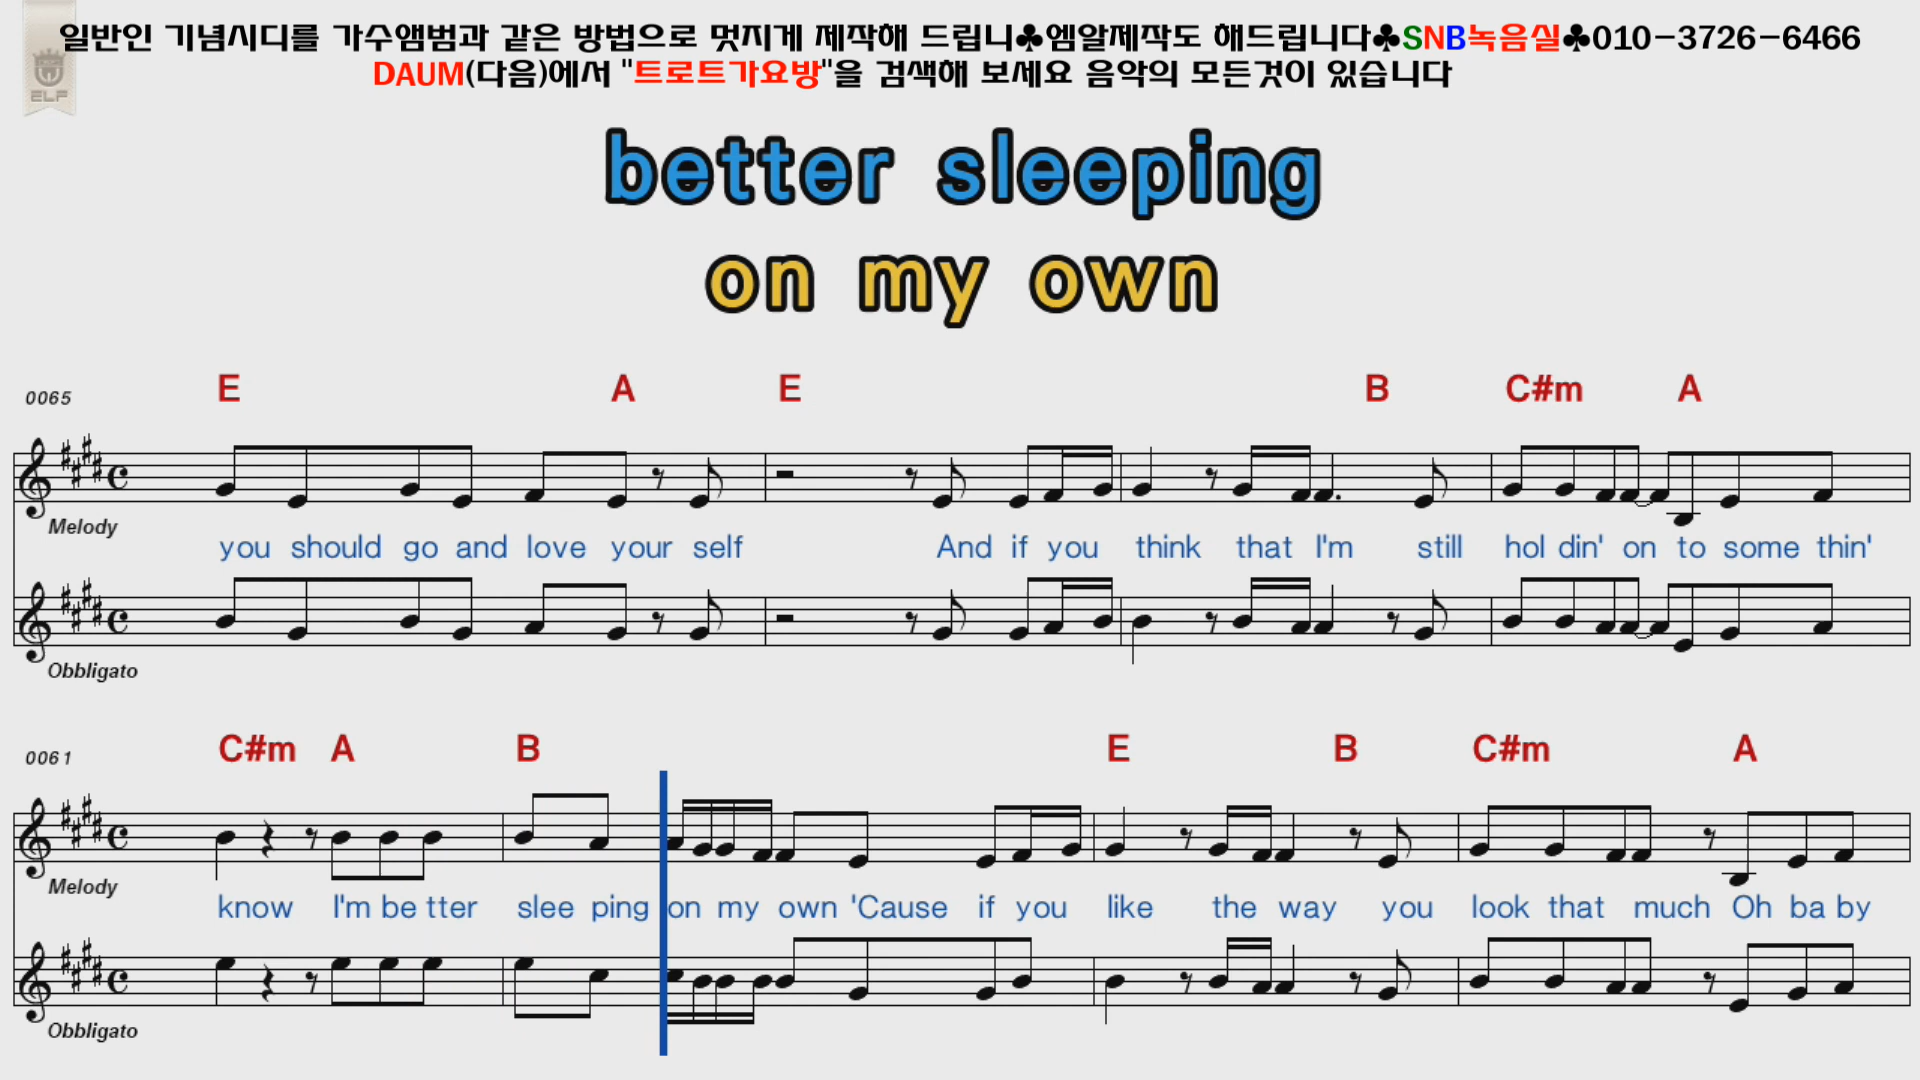 일반인 기념시디를 가수앨범과 같은 방법으로 멋지게 제작해 드립니♣엠알제작도 해드립니다♣SNB녹음실♣010-3726-6466
DAUM(다음)에서 "트로트가요방"을 검색해 보세요 음악의 모든것이 있습니다
ELF
better sleeping
on my own
0065 E A E B C#m A
Melody
you should go and love your self And if you think that I'm still hol din' on to some thin'
Obbligato
0061 C#m A B E B C#m A
Melody
know I'm be tter slee ping on my own 'Cause if you like the way you look that much Oh ba by
Obbligato